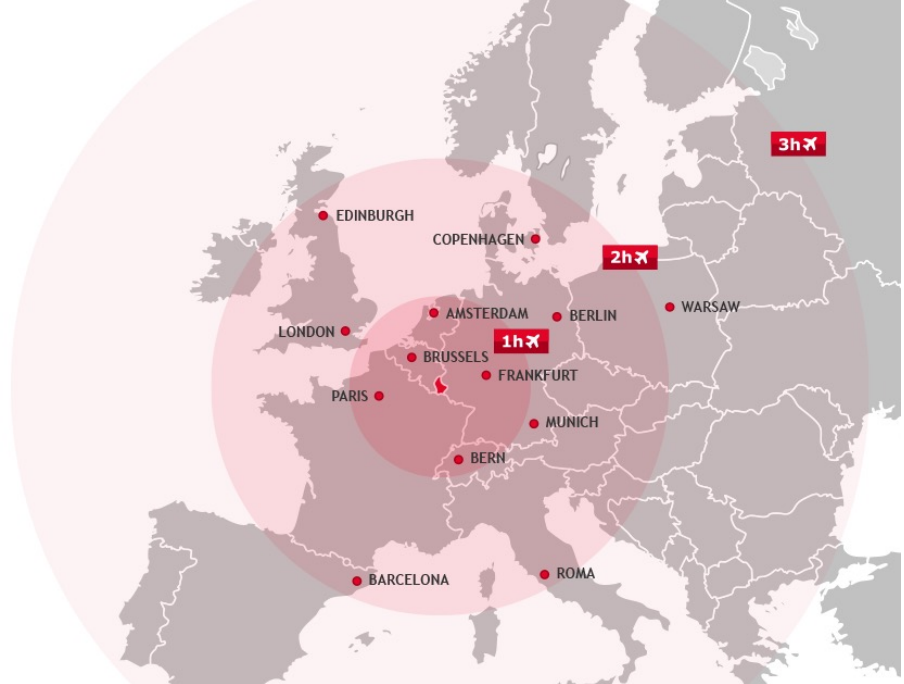 3h
EDINBURGH
COPENHAGEN
2h
WARSAW
AMSTERDAM
BERLIN
LONDON
1h
BRUSSELS
FRANKFURT
PARIS
MUNICH
BERN
ROMA
BARCELONA